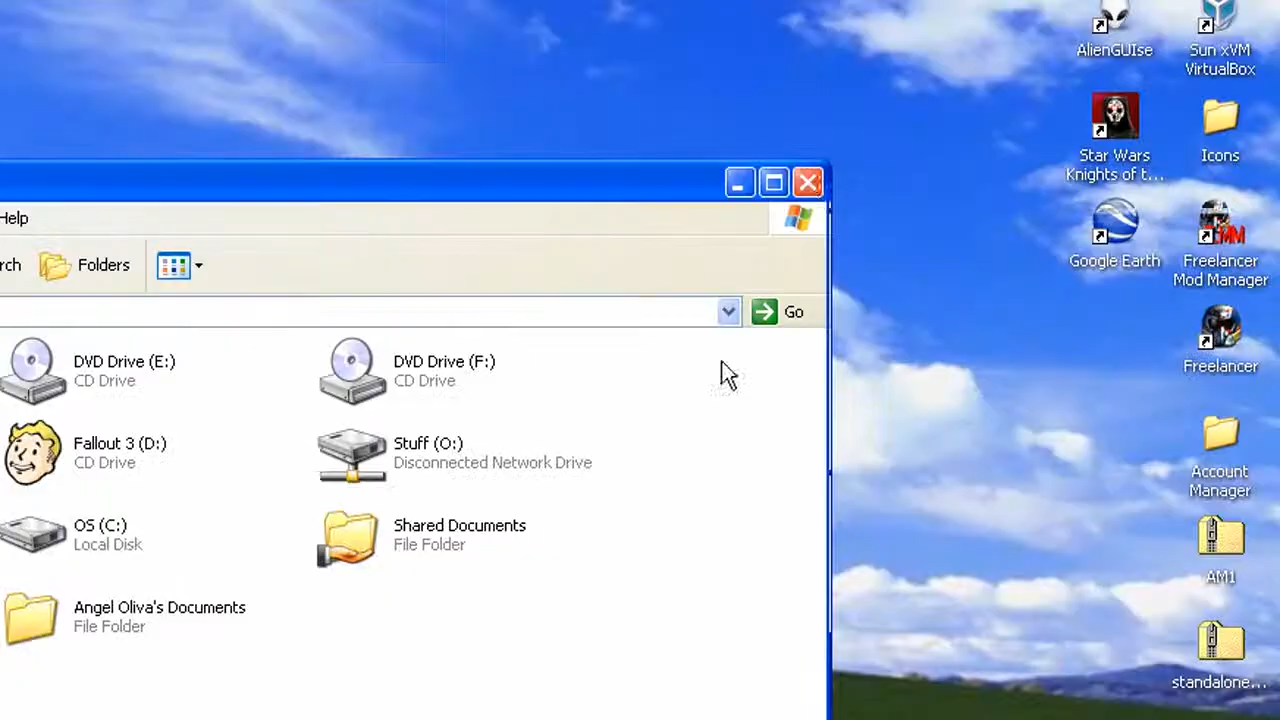 Help
rch
Folders
Go
DVD Drive (E:)
CD Drive
DVD Drive (F:)
CD Drive
Fallout 3 (D:)
CD Drive
Stuff (O:)
Disconnected Network Drive
OS (C:)
Local Disk
Shared Documents
File Folder
Angel Oliva's Documents
File Folder
AlienGUIse
Sun xVM
VirtualBox
Star Wars
Knights of t...
Icons
Google Earth
MM
Freelancer
Mod Manager
Freelancer
Account
Manager
AM1
standalone...